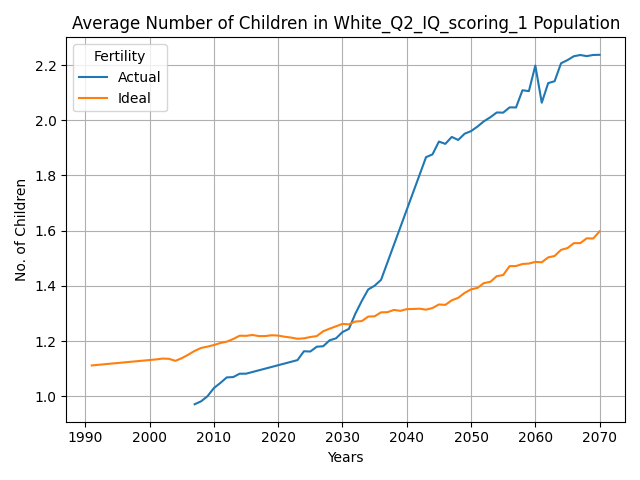 Average Number of Children in White_Q2_IQ_scoring_1 Population
Fertility
Actual
Ideal
No. of Children
2.2
2.0
1.8
1.6
1.4
1.2
1.0
1990 2000 2010 2020 2030 2040 2050 2060 2070
Years